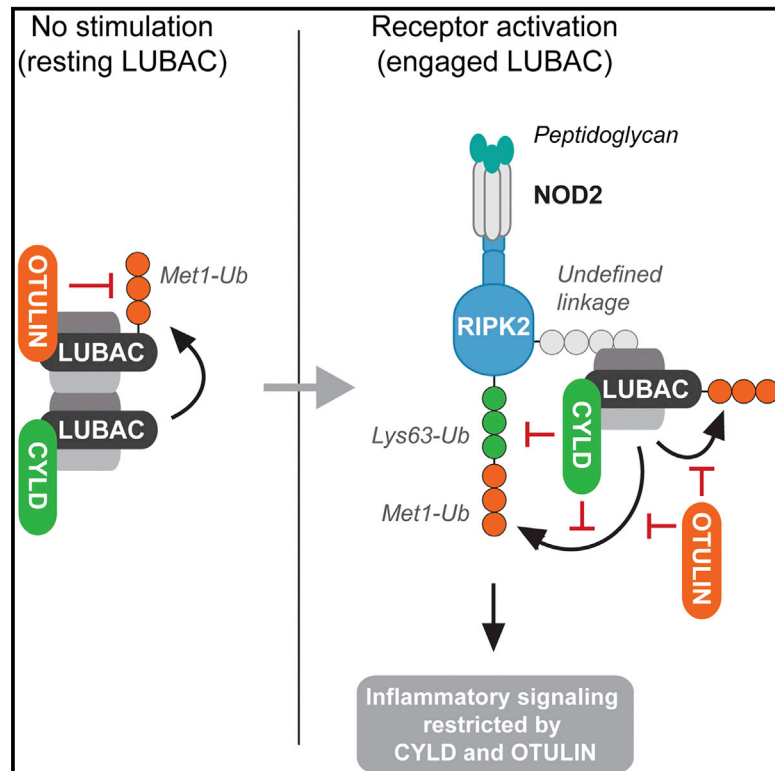 No stimulation
(resting LUBAC)
OTULIN
Met1-Ub
LUBAC
LUBAC
CYLD
Receptor activation
(engaged LUBAC)
Peptidoglycan
NOD2
Undefined
linkage
RIPK2
LUBAC
CYLD
Lys63-Ub
Met1-Ub
OTULIN
Inflammatory signaling
restricted by
CYLD and OTULIN